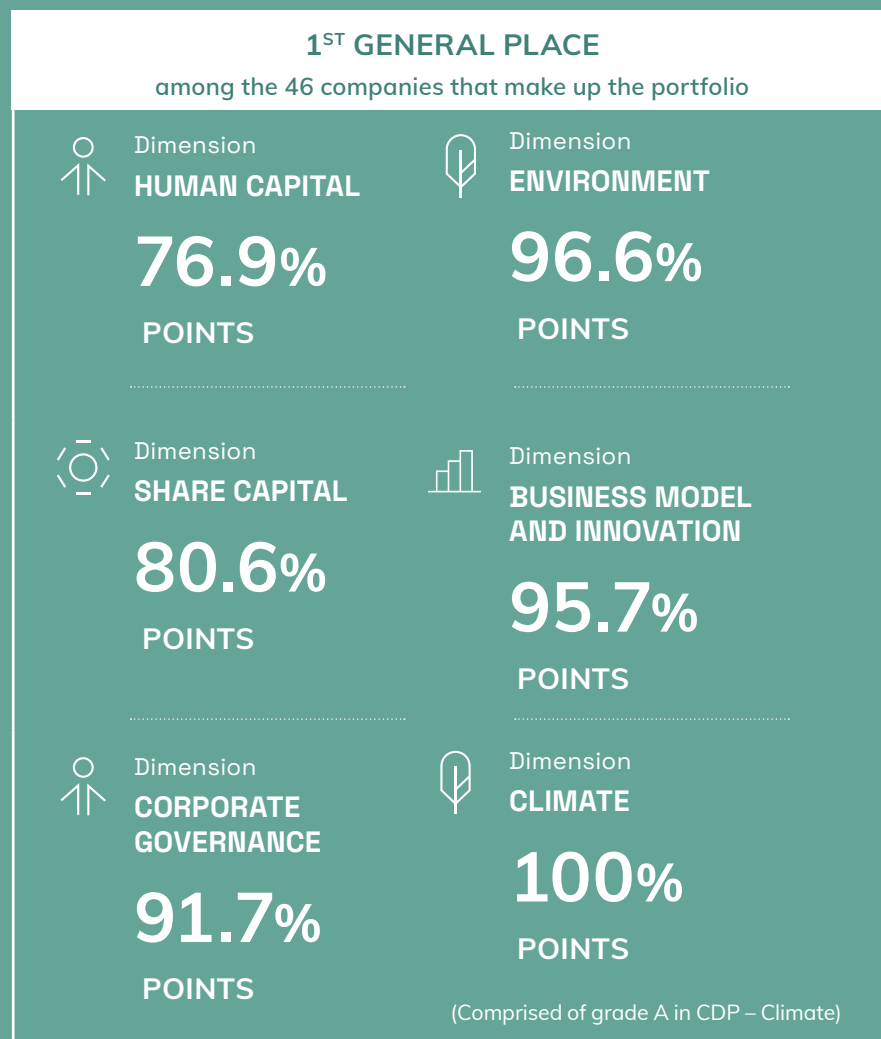 1ST GENERAL PLACE
among the 46 companies that make up the portfolio
Dimension
HUMAN CAPITAL
76.9%
POINTS
Dimension
ENVIRONMENT
96.6%
POINTS
Dimension
SHARE CAPITAL
80.6%
POINTS
Dimension
BUSINESS MODEL
AND INNOVATION
95.7%
POINTS
Dimension
CORPORATE
GOVERNANCE
91.7%
POINTS
Dimension
CLIMATE
100%
POINTS
(Comprised of grade A in CDP – Climate)